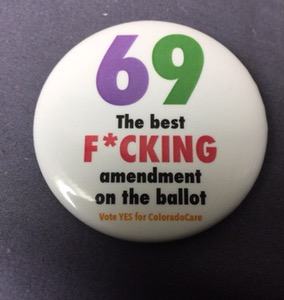 69
The best
F*CKING
amendment
on the ballot
Vote YES for ColoradoCare